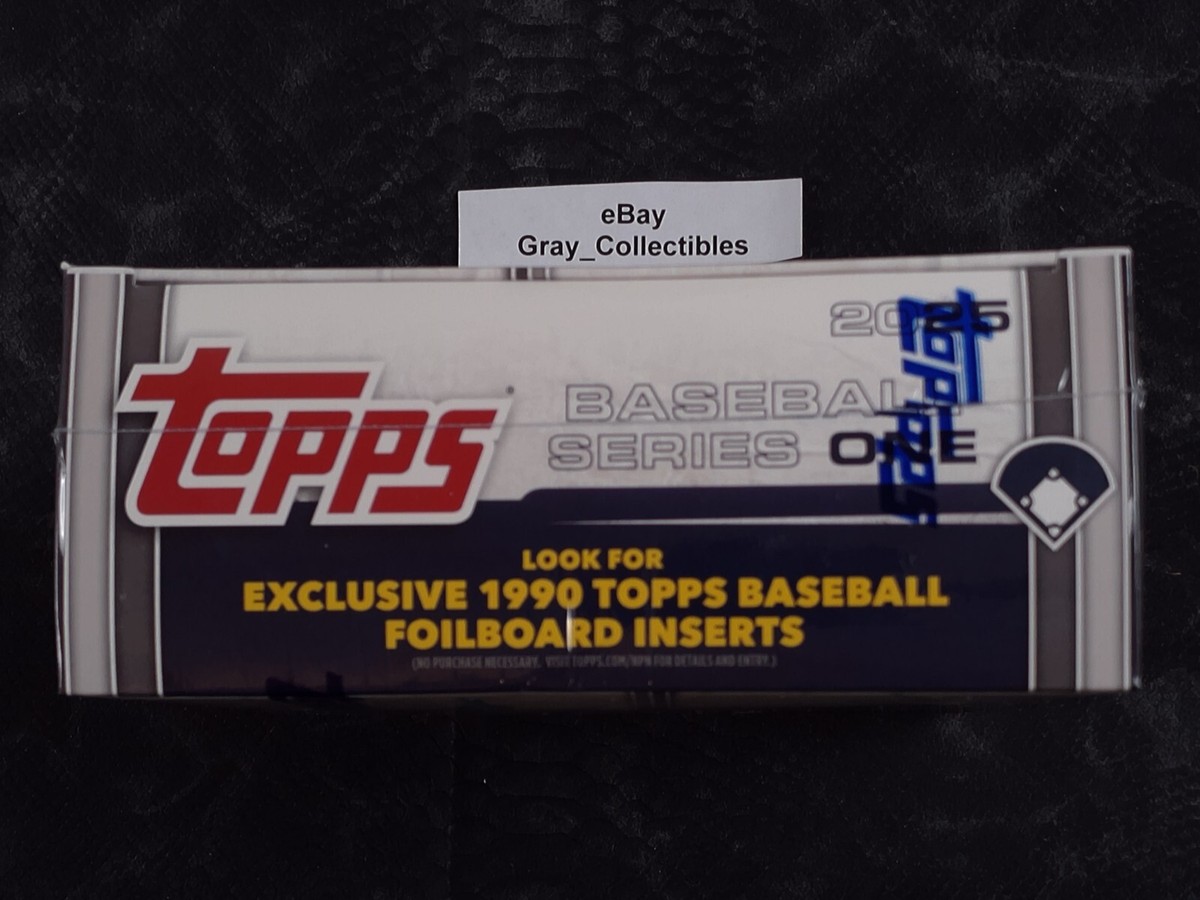 eBay
Gray_Collectibles
2025
TOPPS
BASEBALL
SERIES ONE
TOPPS
LOOK FOR
EXCLUSIVE 1990 TOPPS BASEBALL
FOILBOARD INSERTS
(NO PURCHASE NECESSARY. VISIT TOPPS.COM/NPN FOR DETAILS AND ENTRY.)